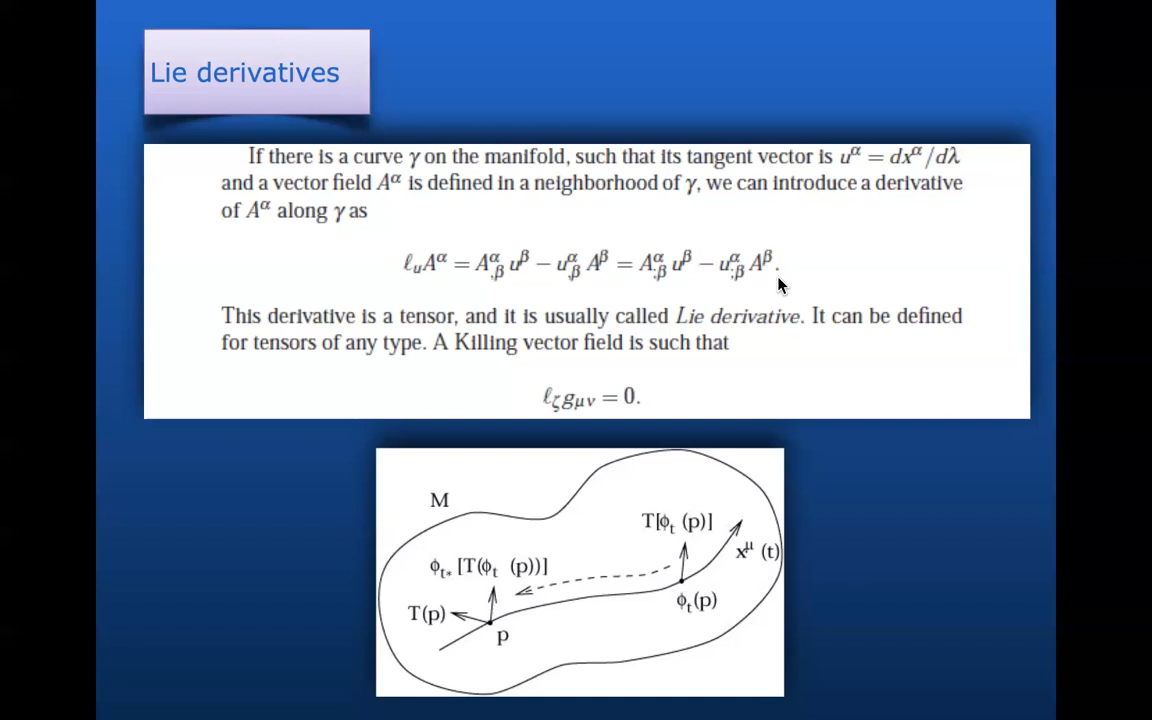 Lie derivatives
If there is a curve γ on the manifold, such that its tangent vector is u^α = dx^α/dλ
and a vector field A^α is defined in a neighborhood of γ, we can introduce a derivative
of A^α along γ as
ℓ_u A^α = A^α_{,β} u^β − u^α_{,β} A^β = A^α_{;β} u^β − u^α_{;β} A^β.
This derivative is a tensor, and it is usually called Lie derivative. It can be defined
for tensors of any type. A Killing vector field is such that
ℓ_ζ g_{μν} = 0.
M
T[ϕ_t (p)]
x^μ (t)
ϕ_{t*} [T(ϕ_t (p))]
ϕ_t(p)
T(p)
p